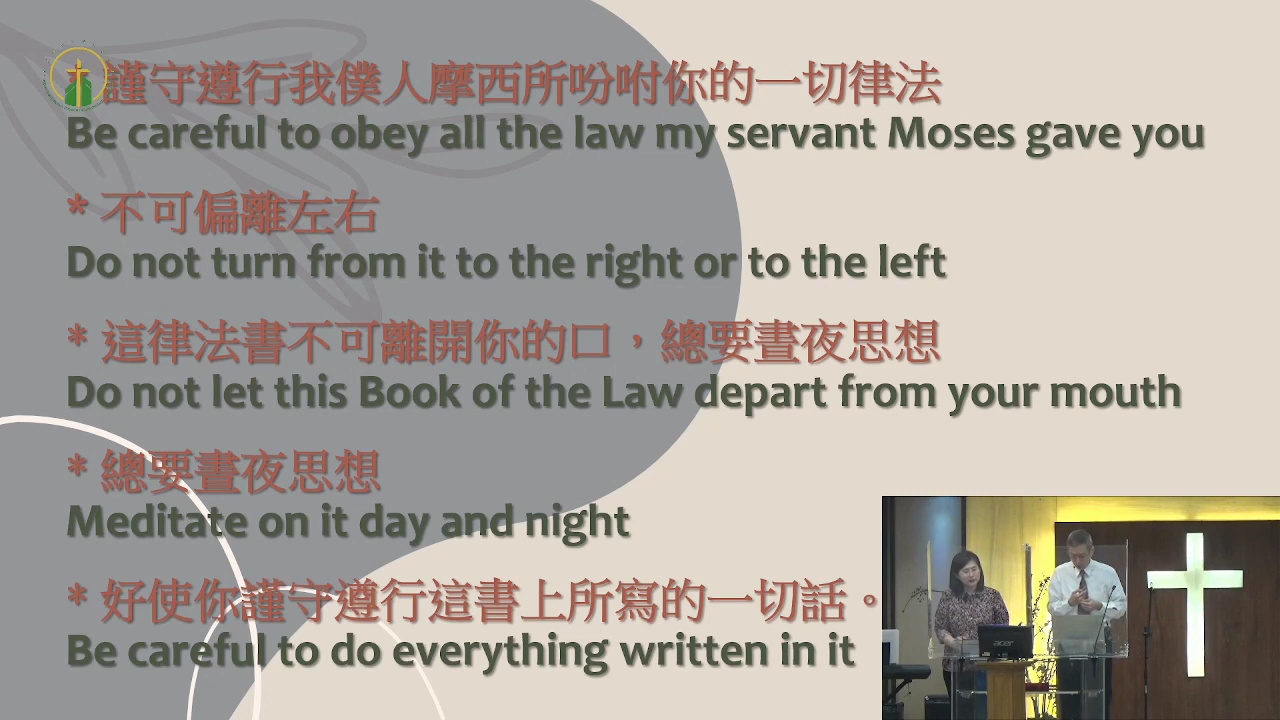 謹守遵行我僕人摩西所吩咐你的一切律法
Be careful to obey all the law my servant Moses gave you
* 不可偏離左右
Do not turn from it to the right or to the left
* 這律法書不可離開你的口，總要晝夜思想
Do not let this Book of the Law depart from your mouth
* 總要晝夜思想
Meditate on it day and night
* 好使你謹守遵行這書上所寫的一切話。
Be careful to do everything written in it
acer